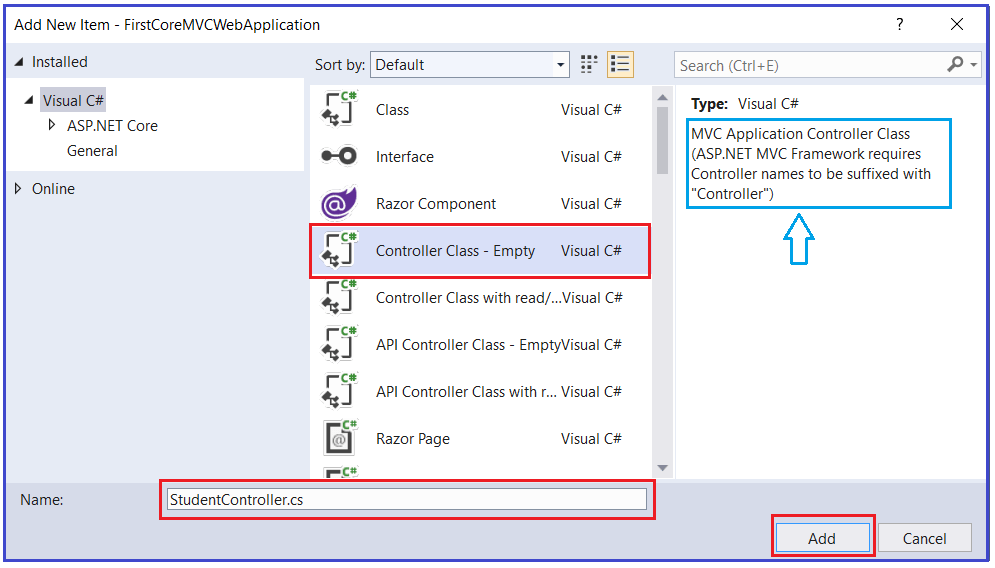 Add New Item - FirstCoreMVCWebApplication
?
Installed
Visual C#
ASP.NET Core
General
Online
Sort by: Default
Search (Ctrl+E)
Class Visual C#
Interface Visual C#
Razor Component Visual C#
Controller Class - Empty Visual C#
Controller Class with read/... Visual C#
API Controller Class - Empty Visual C#
API Controller Class with r... Visual C#
Razor Page Visual C#
Type: Visual C#
MVC Application Controller Class
(ASP.NET MVC Framework requires
Controller names to be suffixed with
"Controller")
Name: StudentController.cs
Add Cancel